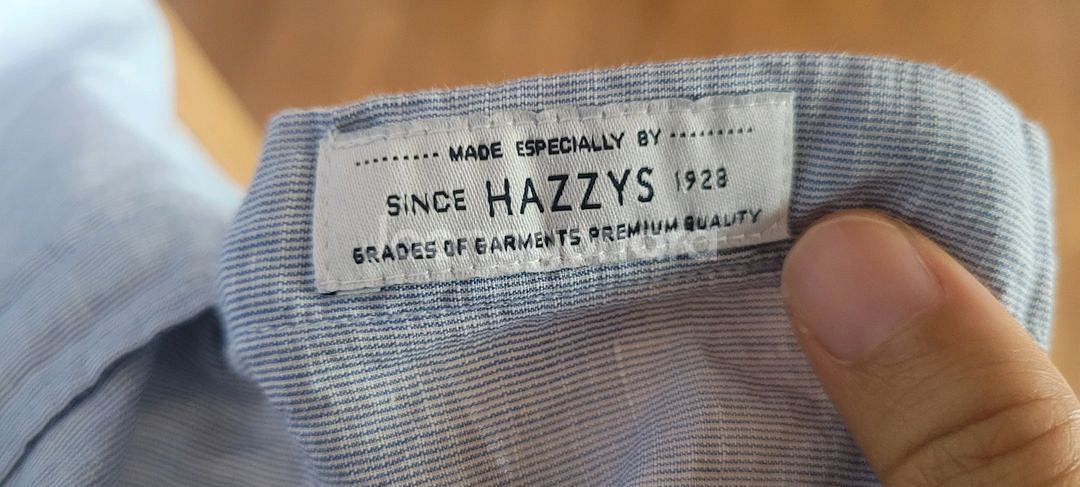 ········· MADE ESPECIALLY BY ·········
SINCE HAZZYS 1928
GRADES OF GARMENTS PREMIUM QUALITY